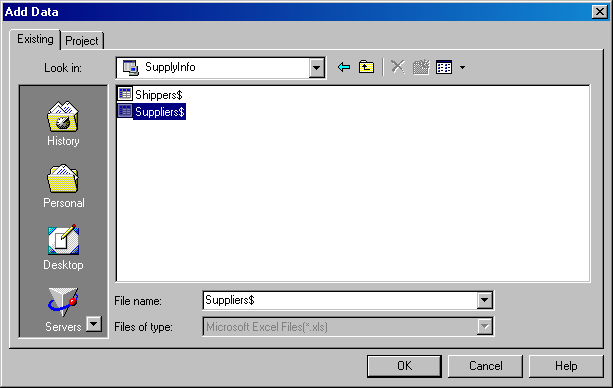 Add Data
Existing Project
Look in: SupplyInfo
Shippers$
Suppliers$
History
Personal
Desktop
Servers
File name: Suppliers$
Files of type: Microsoft Excel Files(*.xls)
OK Cancel Help